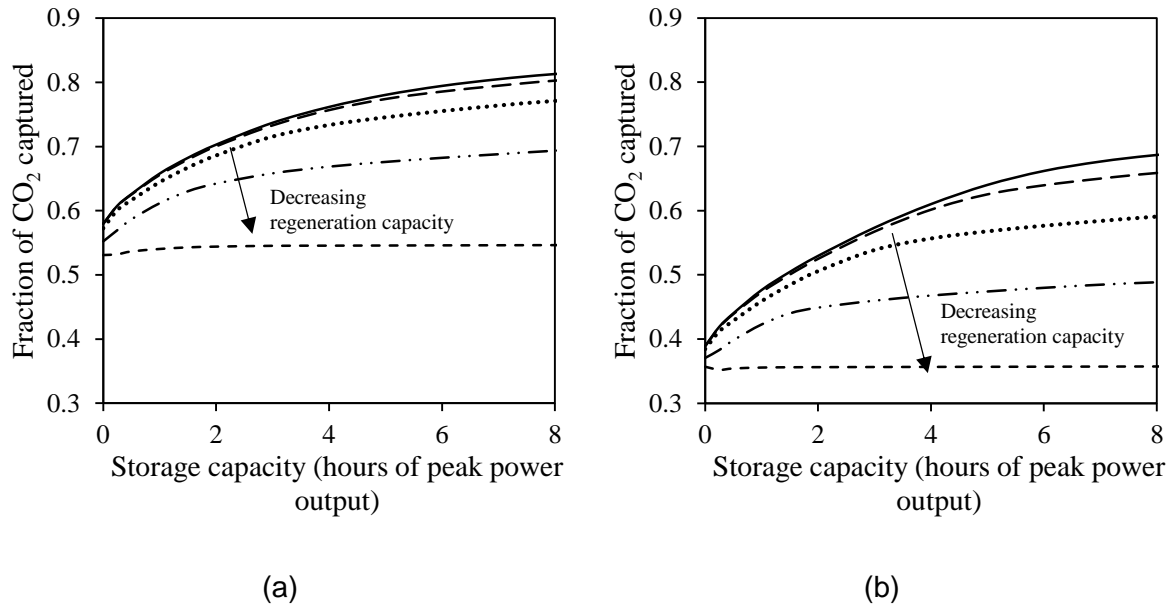 0.9
0.8
0.7
0.6
0.5
0.4
0.3
0 2 4 6 8
Fraction of CO2 captured
Decreasing
regeneration capacity
Storage capacity (hours of peak power
output)
(a)
0.9
0.8
0.7
0.6
0.5
0.4
0.3
0 2 4 6 8
Fraction of CO2 captured
Decreasing
regeneration capacity
Storage capacity (hours of peak power
output)
(b)